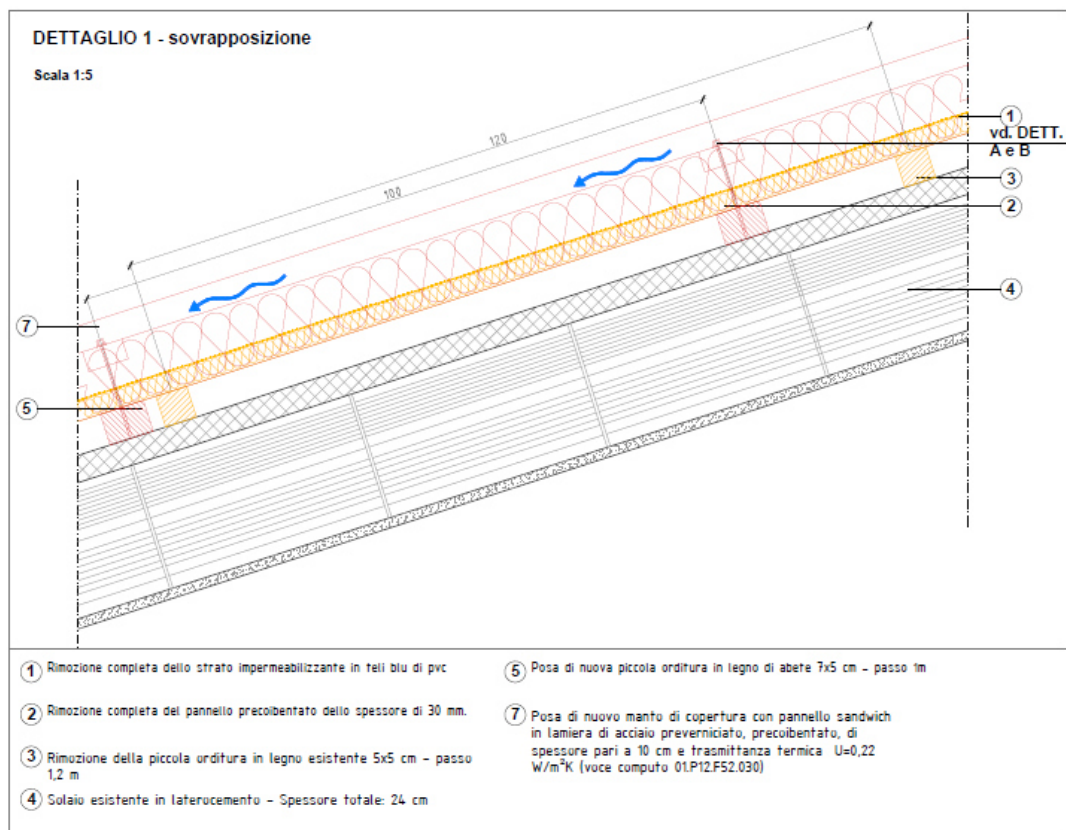 DETTAGLIO 1 - sovrapposizione
Scala 1:5
120
100
1
vd. DETT.
A e B
3
2
4
7
5
1 Rimozione completa dello strato impermeabilizzante in teli blu di pvc
2 Rimozione completa del pannello precoibentato dello spessore di 30 mm.
3 Rimozione della piccola orditura in legno esistente 5x5 cm - passo
1,2 m
4 Solaio esistente in laterocemento - Spessore totale: 24 cm
5 Posa di nuova piccola orditura in legno di abete 7x5 cm - passo 1m
7 Posa di nuovo manto di copertura con pannello sandwich
in lamiera di acciaio preverniciato, precoibentato, di
spessore pari a 10 cm e trasmittanza termica U=0,22
W/m²K (voce computo 01.P12.F52.030)